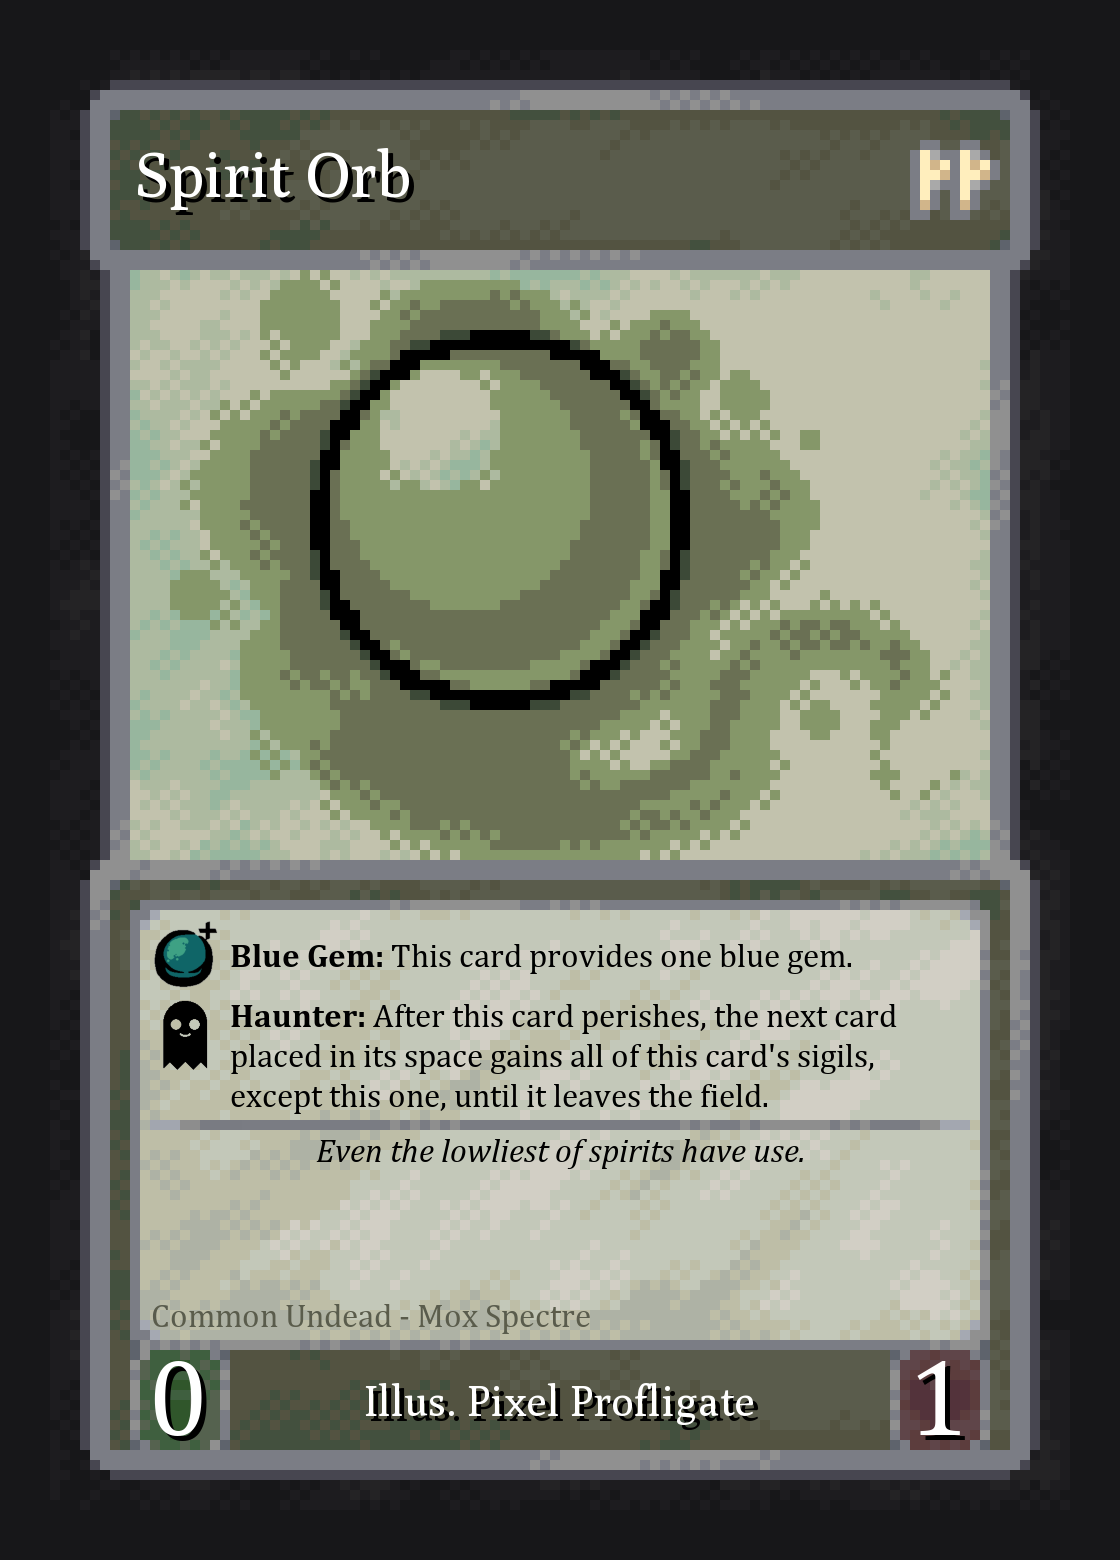 Spirit Orb
Blue Gem: This card provides one blue gem.
Haunter: After this card perishes, the next card
placed in its space gains all of this card's sigils,
except this one, until it leaves the field.
Even the lowliest of spirits have use.
Common Undead - Mox Spectre
0
Illus. Pixel Profligate
1